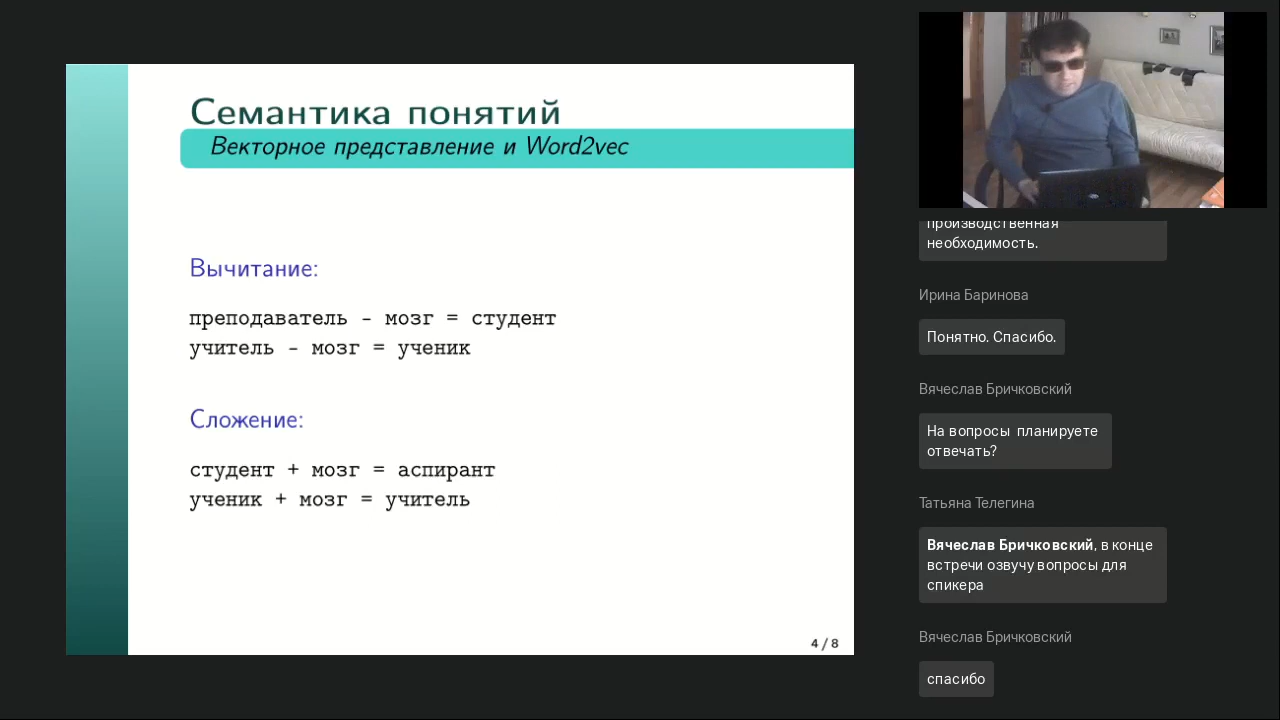 Семантика понятий
Векторное представление и Word2vec
Вычитание:
преподаватель - мозг = студент
учитель - мозг = ученик
Сложение:
студент + мозг = аспирант
ученик + мозг = учитель
4 / 8
производственная
необходимость.
Ирина Баринова
Понятно. Спасибо.
Вячеслав Бричковский
На вопросы планируете
отвечать?
Татьяна Телегина
Вячеслав Бричковский, в конце
встречи озвучу вопросы для
спикера
Вячеслав Бричковский
спасибо